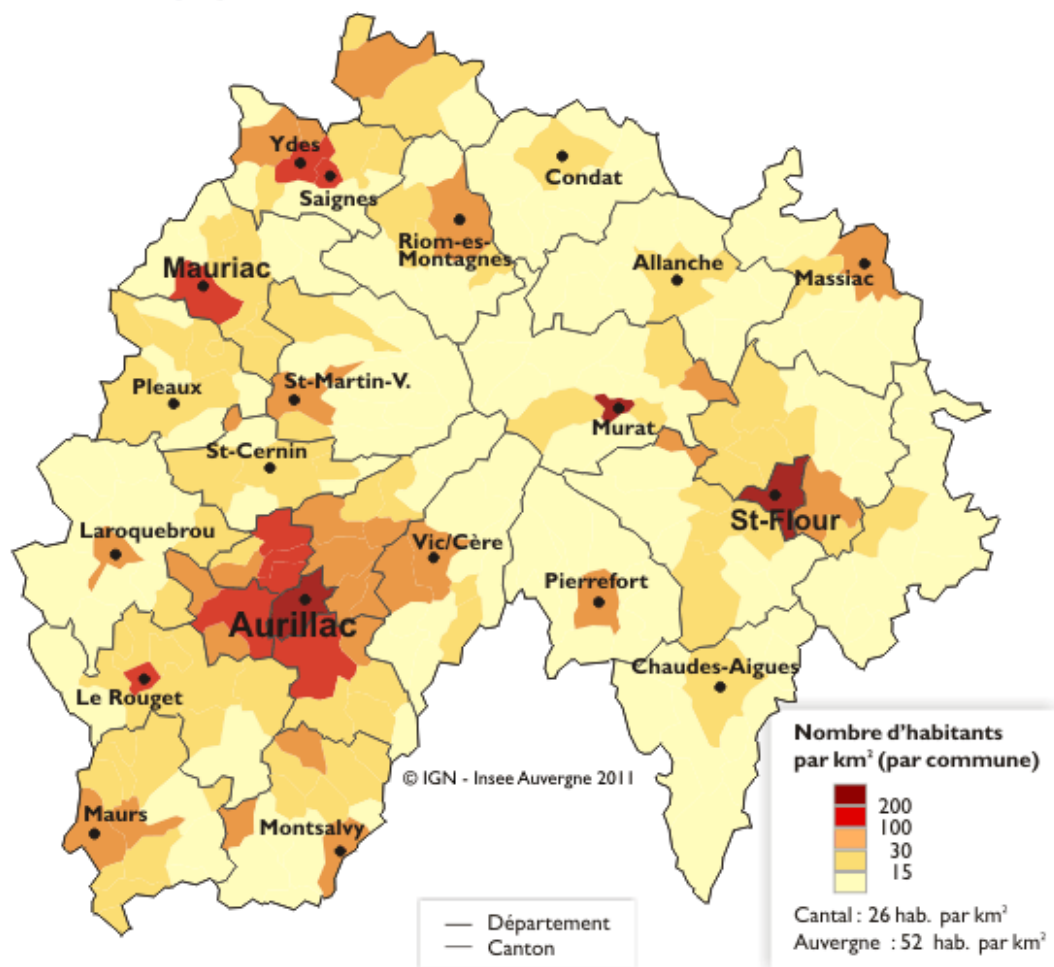 Ydes
Saignes
Condat
Riom-es-
Montagnes
Mauriac
Allanche
Massiac
Pleaux
St-Martin-V.
Murat
St-Cernin
St-Flour
Laroquebrou
Vic/Cère
Pierrefort
Aurillac
Chaudes-Aigues
Le Rouget
Maurs
Montsalvy
© IGN - Insee Auvergne 2011
Nombre d'habitants
par km² (par commune)
200
100
30
15
Cantal : 26 hab. par km²
Auvergne : 52 hab. par km²
Département
Canton